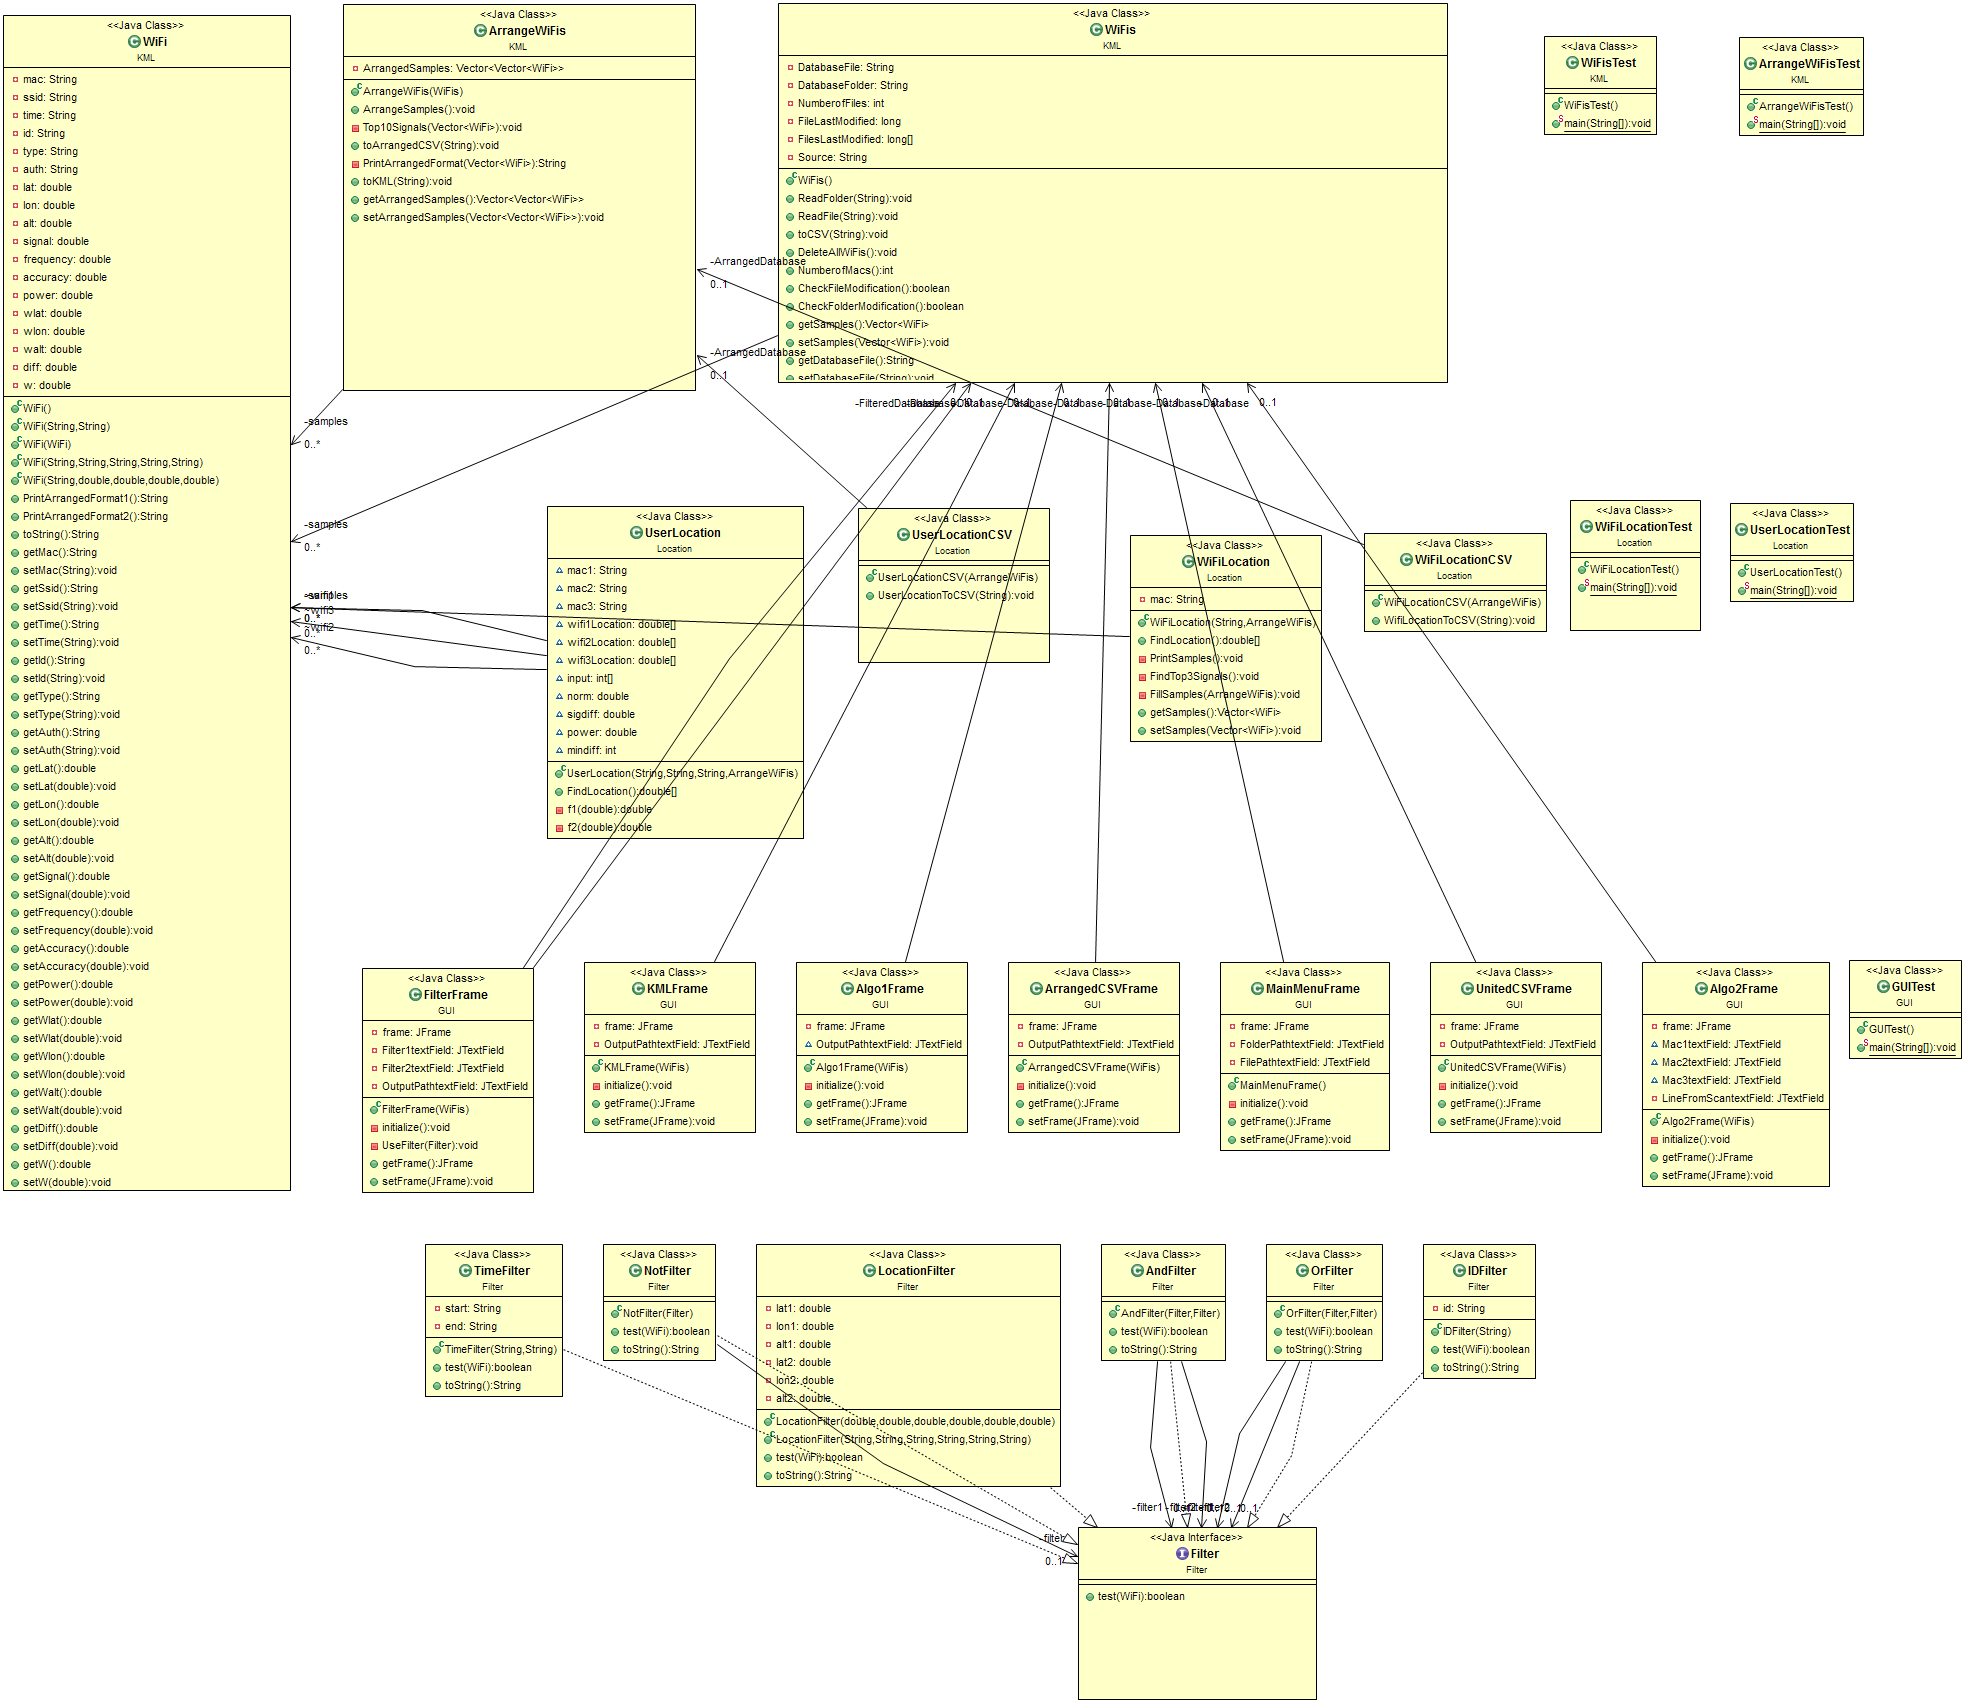 <<Java Class>>
WiFi
KML
mac: String
ssid: String
time: String
id: String
type: String
auth: String
lat: double
lon: double
alt: double
signal: double
frequency: double
accuracy: double
power: double
wlat: double
wlon: double
walt: double
diff: double
w: double
WiFi()
WiFi(String,String)
WiFi(WiFi)
WiFi(String,String,String,String,String)
WiFi(String,double,double,double,double)
PrintArrangedFormat1():String
PrintArrangedFormat2():String
toString():String
getMac():String
setMac(String):void
getSsid():String
setSsid(String):void
getTime():String
setTime(String):void
getId():String
setId(String):void
getType():String
setType(String):void
getAuth():String
setAuth(String):void
getLat():double
setLat(double):void
getLon():double
setLon(double):void
getAlt():double
setAlt(double):void
getSignal():double
setSignal(double):void
getFrequency():double
setFrequency(double):void
getAccuracy():double
setAccuracy(double):void
getPower():double
setPower(double):void
getWlat():double
setWlat(double):void
getWlon():double
setWlon(double):void
getWalt():double
setWalt(double):void
getDiff():double
setDiff(double):void
getW():double
setW(double):void
<<Java Class>>
ArrangeWiFis
KML
ArrangedSamples: Vector<Vector<WiFi>>
ArrangeWiFis(WiFis)
ArrangeSamples():void
Top10Signals(Vector<WiFi>):void
toArrangedCSV(String):void
PrintArrangedFormat(Vector<WiFi>):String
toKML(String):void
getArrangedSamples():Vector<Vector<WiFi>>
setArrangedSamples(Vector<Vector<WiFi>>):void
<<Java Class>>
WiFis
KML
DatabaseFile: String
DatabaseFolder: String
NumberofFiles: int
FileLastModified: long
FilesLastModified: long[]
Source: String
WiFis()
ReadFolder(String):void
ReadFile(String):void
toCSV(String):void
DeleteAllWiFis():void
NumberofMacs():int
CheckFileModification():boolean
CheckFolderModification():boolean
getSamples():Vector<WiFi>
setSamples(Vector<WiFi>):void
getDatabaseFile():String
setDatabaseFile(String):void
<<Java Class>>
WiFisTest
KML
WiFisTest()
main(String[]):void
<<Java Class>>
ArrangeWiFisTest
KML
ArrangeWiFisTest()
main(String[]):void
-ArrangedDatabase
0..1
-ArrangedDatabase
0..1
-samples
0..*
-samples
0..*
~wifi3
0..*
~wifi2
0..*
-FilteredDatabase
-Database
-Database
-Database
-Database
-Database
-Database
0..1
<<Java Class>>
UserLocation
Location
mac1: String
mac2: String
mac3: String
wifi1Location: double[]
wifi2Location: double[]
wifi3Location: double[]
input: int[]
norm: double
sigdiff: double
power: double
mindiff: int
UserLocation(String,String,String,ArrangeWiFis)
FindLocation():double[]
f1(double):double
f2(double):double
<<Java Class>>
UserLocationCSV
Location
UserLocationCSV(ArrangeWiFis)
UserLocationToCSV(String):void
<<Java Class>>
WiFiLocation
Location
mac: String
WiFiLocation(String,ArrangeWiFis)
FindLocation():double[]
PrintSamples():void
FindTop3Signals():void
FillSamples(ArrangeWiFis):void
getSamples():Vector<WiFi>
setSamples(Vector<WiFi>):void
<<Java Class>>
WiFiLocationCSV
Location
WiFiLocationCSV(ArrangeWiFis)
WifiLocationToCSV(String):void
<<Java Class>>
WiFiLocationTest
Location
WiFiLocationTest()
main(String[]):void
<<Java Class>>
UserLocationTest
Location
UserLocationTest()
main(String[]):void
<<Java Class>>
FilterFrame
GUI
frame: JFrame
Filter1textField: JTextField
Filter2textField: JTextField
OutputPathtextField: JTextField
FilterFrame(WiFis)
initialize():void
UseFilter(Filter):void
getFrame():JFrame
setFrame(JFrame):void
<<Java Class>>
KMLFrame
GUI
frame: JFrame
OutputPathtextField: JTextField
KMLFrame(WiFis)
initialize():void
getFrame():JFrame
setFrame(JFrame):void
<<Java Class>>
Algo1Frame
GUI
frame: JFrame
OutputPathtextField: JTextField
Algo1Frame(WiFis)
initialize():void
getFrame():JFrame
setFrame(JFrame):void
<<Java Class>>
ArrangedCSVFrame
GUI
frame: JFrame
OutputPathtextField: JTextField
ArrangedCSVFrame(WiFis)
initialize():void
getFrame():JFrame
setFrame(JFrame):void
<<Java Class>>
MainMenuFrame
GUI
frame: JFrame
FolderPathtextField: JTextField
FilePathtextField: JTextField
MainMenuFrame()
initialize():void
getFrame():JFrame
setFrame(JFrame):void
<<Java Class>>
UnitedCSVFrame
GUI
frame: JFrame
OutputPathtextField: JTextField
UnitedCSVFrame(WiFis)
initialize():void
getFrame():JFrame
setFrame(JFrame):void
<<Java Class>>
Algo2Frame
GUI
frame: JFrame
Mac1textField: JTextField
Mac2textField: JTextField
Mac3textField: JTextField
LineFromScantextField: JTextField
Algo2Frame(WiFis)
initialize():void
getFrame():JFrame
setFrame(JFrame):void
<<Java Class>>
GUITest
GUI
GUITest()
main(String[]):void
<<Java Class>>
TimeFilter
Filter
start: String
end: String
TimeFilter(String,String)
test(WiFi):boolean
toString():String
<<Java Class>>
NotFilter
Filter
NotFilter(Filter)
test(WiFi):boolean
toString():String
<<Java Class>>
LocationFilter
Filter
lat1: double
lon1: double
alt1: double
lat2: double
lon2: double
alt2: double
LocationFilter(double,double,double,double,double,double)
LocationFilter(String,String,String,String,String,String)
test(WiFi):boolean
toString():String
<<Java Class>>
AndFilter
Filter
AndFilter(Filter,Filter)
test(WiFi):boolean
toString():String
<<Java Class>>
OrFilter
Filter
OrFilter(Filter,Filter)
test(WiFi):boolean
toString():String
<<Java Class>>
IDFilter
Filter
id: String
IDFilter(String)
test(WiFi):boolean
toString():String
-filter1
-filter
0..1
<<Java Interface>>
Filter
Filter
test(WiFi):boolean